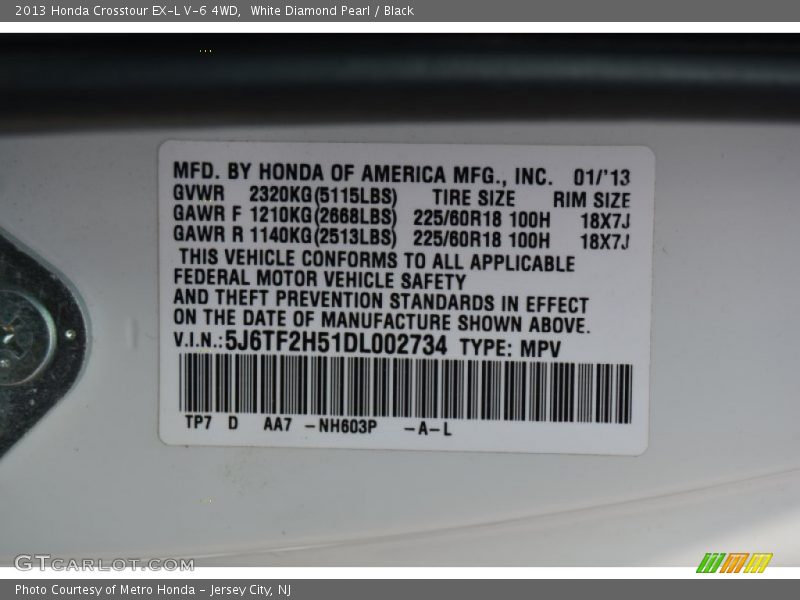 2013 Honda Crosstour EX-L V-6 4WD,  White Diamond Pearl / Black
MFD. BY HONDA OF AMERICA MFG., INC.  01/'13
GVWR  2320KG(5115LBS)  TIRE SIZE  RIM SIZE
GAWR F 1210KG(2668LBS)  225/60R18 100H  18X7J
GAWR R 1140KG(2513LBS)  225/60R18 100H  18X7J
THIS VEHICLE CONFORMS TO ALL APPLICABLE
FEDERAL MOTOR VEHICLE SAFETY
AND THEFT PREVENTION STANDARDS IN EFFECT
ON THE DATE OF MANUFACTURE SHOWN ABOVE.
V.I.N.:5J6TF2H51DL002734 TYPE: MPV
TP7  D  AA7  -NH603P  -A-L
GTCARLOT.COM
Photo Courtesy of Metro Honda - Jersey City, NJ